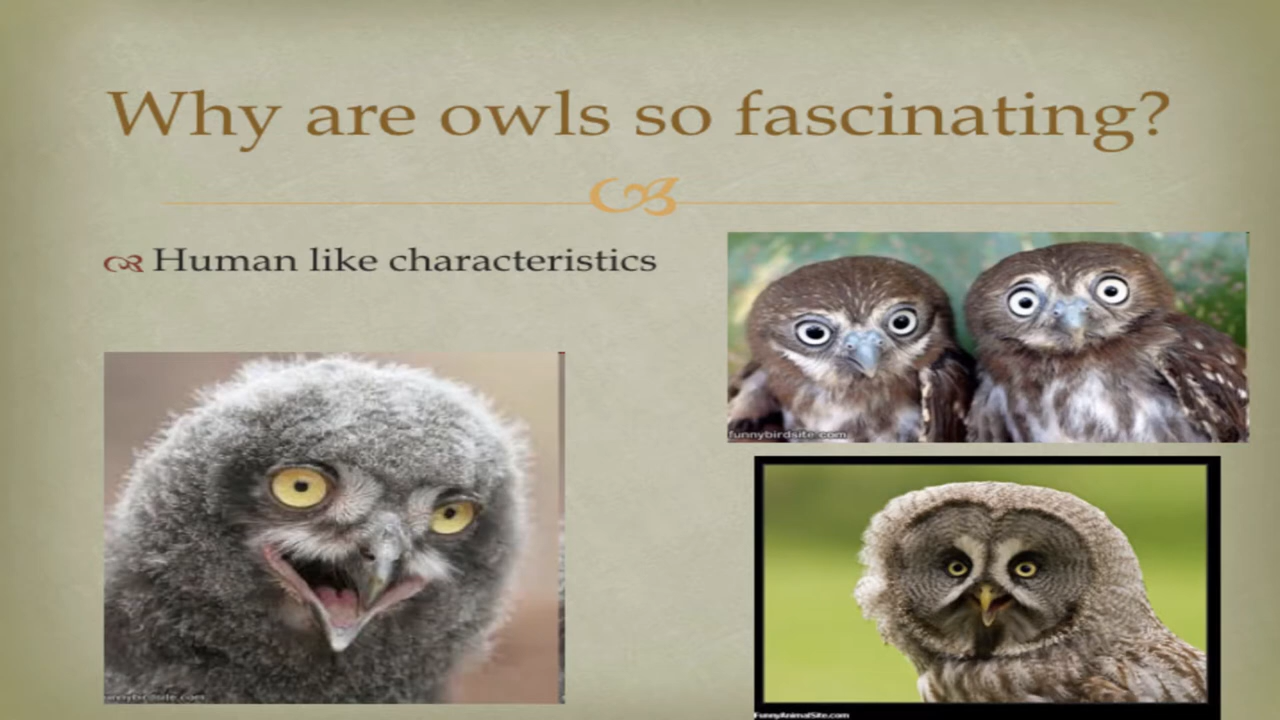 Why are owls so fascinating?
Human like characteristics
funnybirdsite.com
FunnyAnimalSite.com